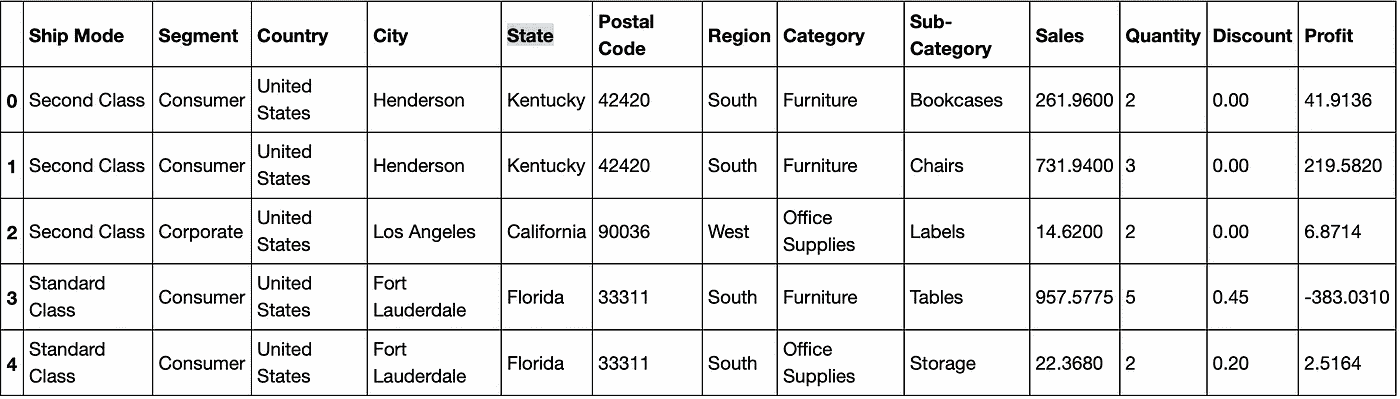 Ship Mode Segment Country City State Postal Code Region Category Sub-Category Sales Quantity Discount Profit
0 Second Class Consumer United States Henderson Kentucky 42420 South Furniture Bookcases 261.9600 2 0.00 41.9136
1 Second Class Consumer United States Henderson Kentucky 42420 South Furniture Chairs 731.9400 3 0.00 219.5820
2 Second Class Corporate United States Los Angeles California 90036 West Office Supplies Labels 14.6200 2 0.00 6.8714
3 Standard Class Consumer United States Fort Lauderdale Florida 33311 South Furniture Tables 957.5775 5 0.45 -383.0310
4 Standard Class Consumer United States Fort Lauderdale Florida 33311 South Office Supplies Storage 22.3680 2 0.20 2.5164